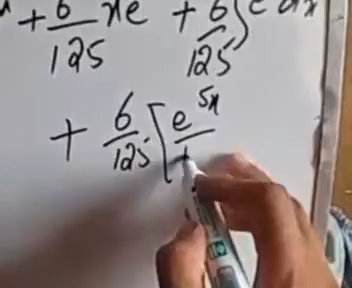 + 6/125 xe + 6/125 ∫ e dx
+ 6/125 [ e^5x